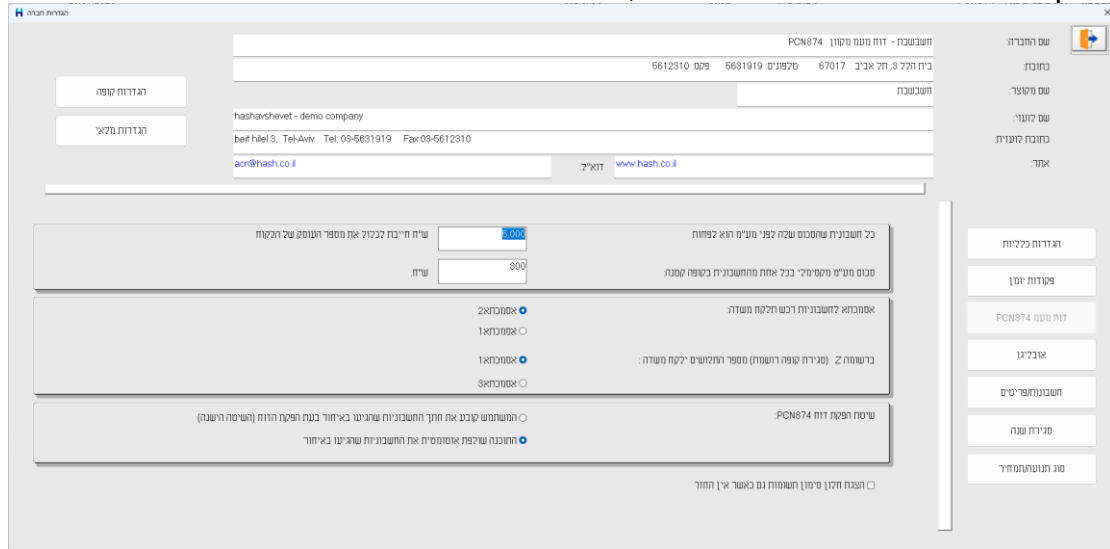 הגדרות חברה
שם החברה: חשבשבת - דוח מעמ מקוון PCN874
כתובת: בית הלל 3, תל אביב 67017 טלפונים: 5631919 פקס: 5612310
שם מקוצר: חשבשבת
הגדרות קופה
שם לועזי: hashavshevet - demo company
הגדרות מלאי
כתובת לועזית: beit hilel 3, Tel-Aviv Tel: 03-5631919 Fax:03-5612310
אתר: www.hash.co.il דוא"ל: acr@hash.co.il
הגדרות כלליות
פקודות יומן
דוח מעמ PCN874
אובליגו
חשבונות/פריטים
סגירת שנה
סוג תנועה/תמחיר
כל חשבונית שהסכום שלה לפני מע"מ הוא לפחות 5,000 ש"ח חייבת לכלול את מספר העוסק של הלקוח
סכום מע"מ מקסימלי בכל אחת מהחשבונית בקופה קטנה: 300 ש"ח.
אסמכתא לחשבוניות רכש תלקח משדה: אסמכתא2
אסמכתא1
ברשומה Z (סגירת קופה רושמת) מספר התלושים ילקח משדה : אסמכתא1
אסמכתא3
שיטת הפקת דוח PCN874: המשתמש קובע את חתך החשבוניות שהגיעו באיחור בעת הפקת הדוח (השיטה הישנה)
התוכנה שולפת אוטומטית את החשבוניות שהגיעו באיחור
הצגת חלון סימון תשומות גם כאשר אין החזר